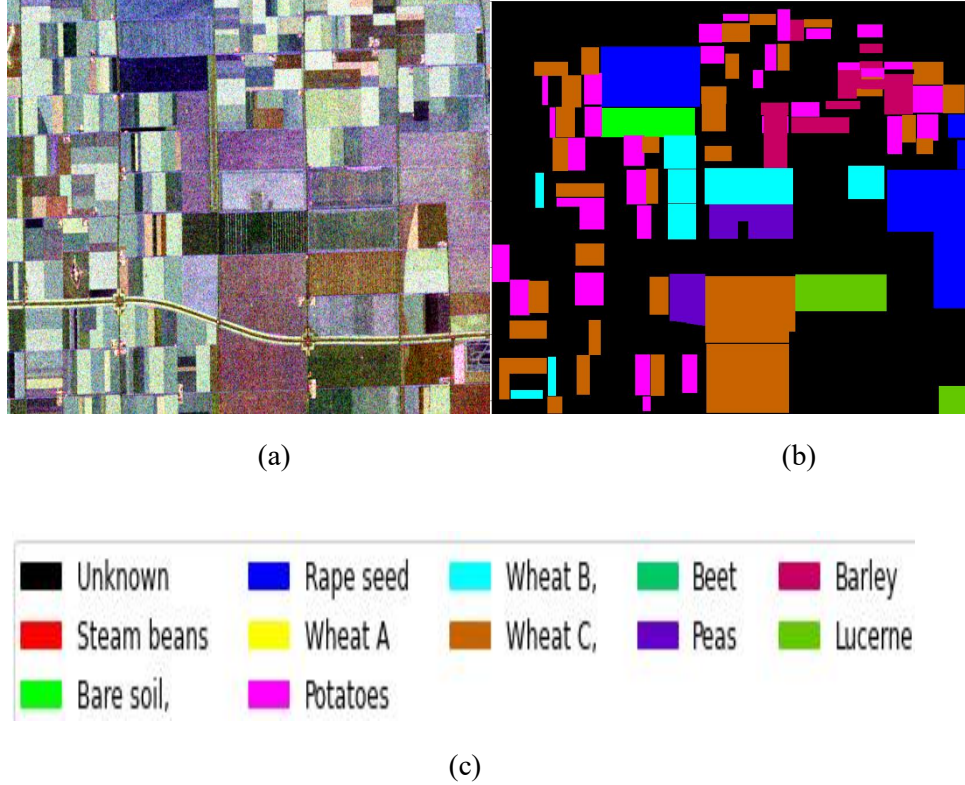 (a) (b)
Unknown Rape seed Wheat B, Beet Barley
Steam beans Wheat A Wheat C, Peas Lucerne
Bare soil, Potatoes
(c)